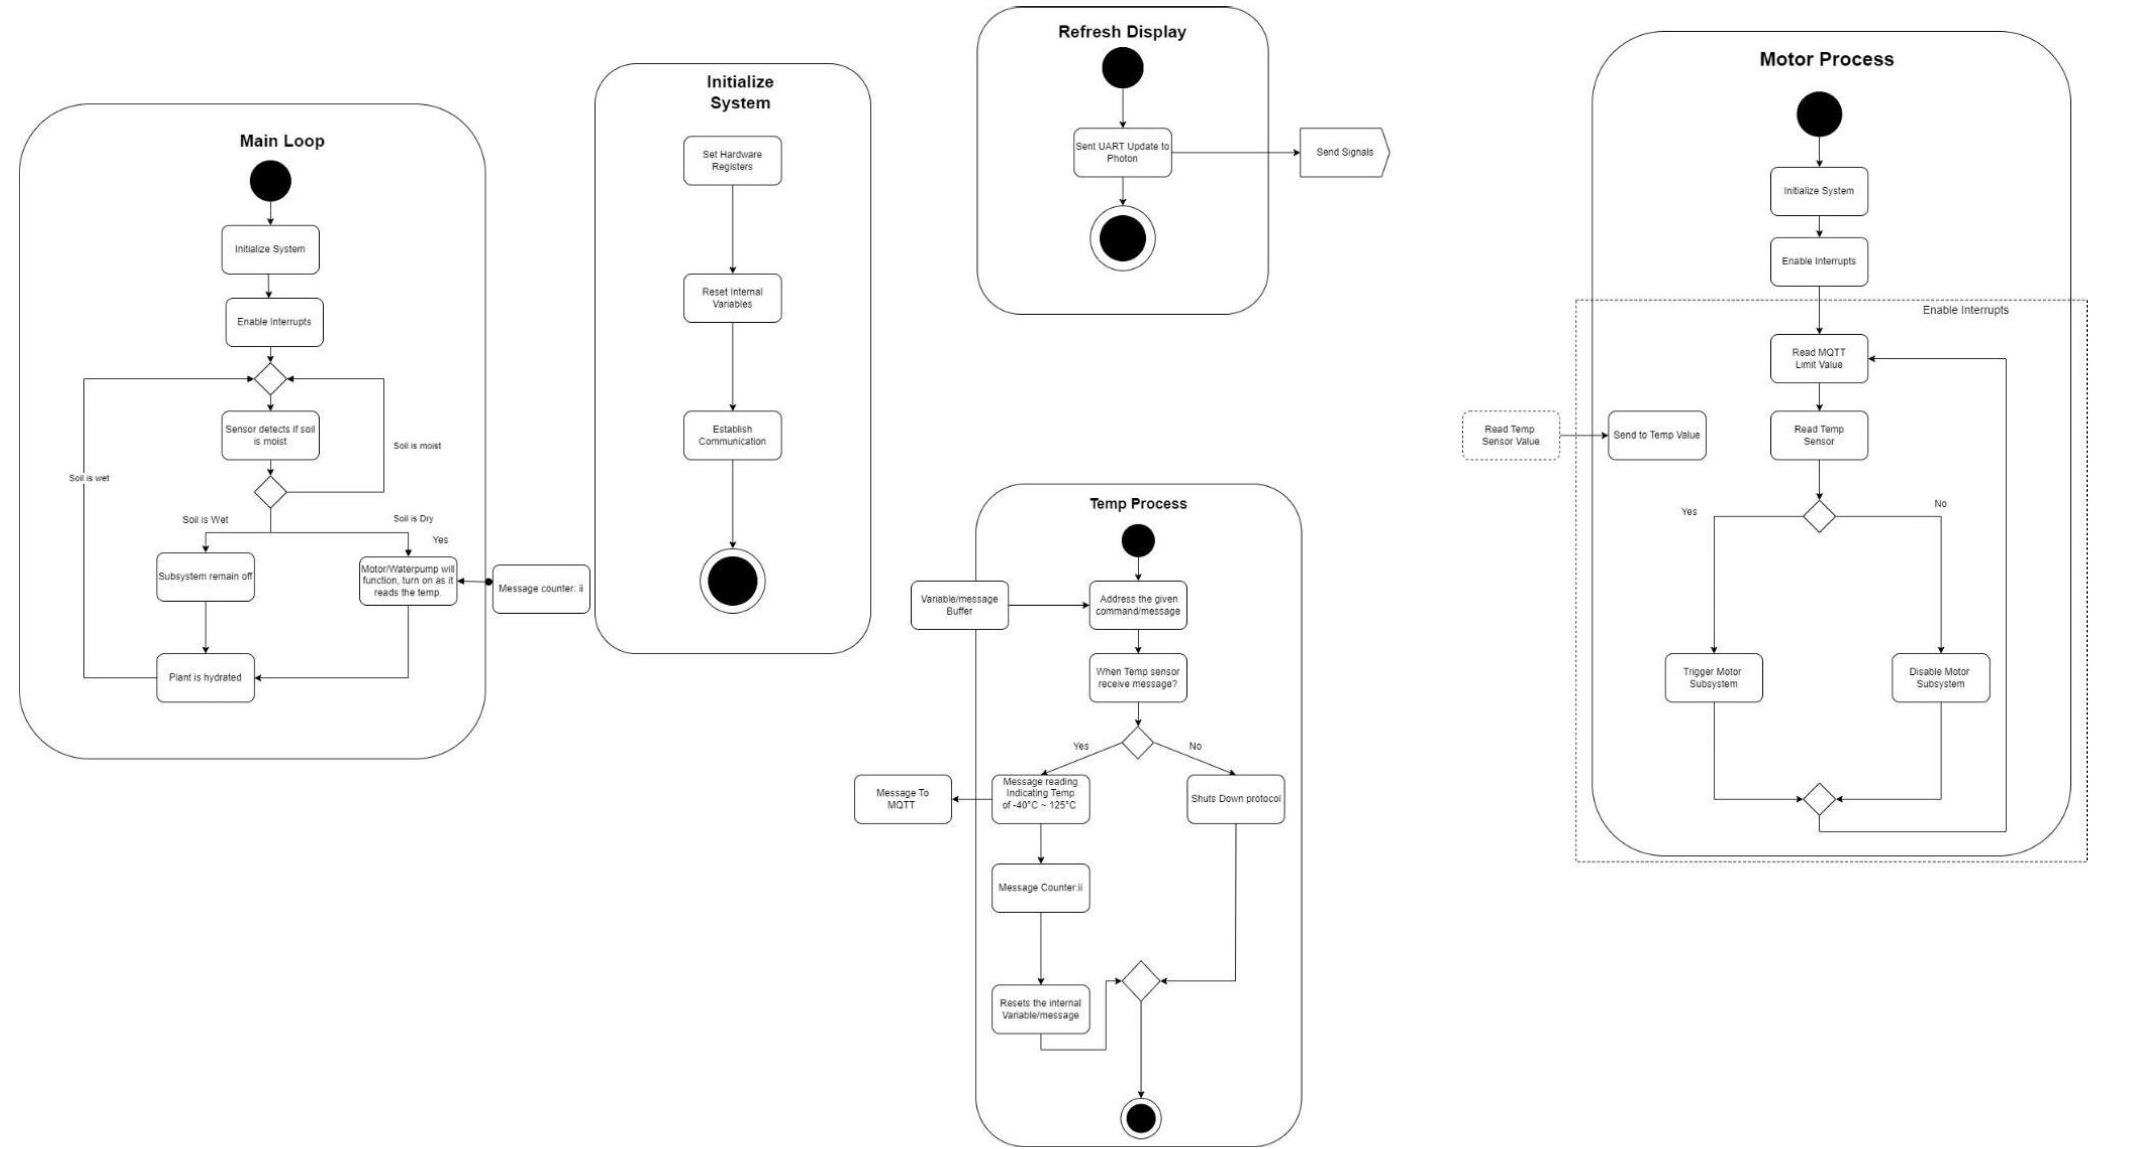 Main Loop
Initialize System
Enable Interrupts
Sensor detects if soil
is moist
Soil is moist
Soil is wet
Soil is Wet
Soil is Dry
Yes
Subsystem remain off
Motor/Waterpump will
function, turn on as it
reads the temp.
Message counter: ii
Plant is hydrated
Initialize
System
Set Hardware
Registers
Reset Internal
Variables
Establish
Communication
Refresh Display
Sent UART Update to
Photon
Send Signals
Temp Process
Variable/message
Buffer
Address the given
command/message
When Temp sensor
receive message?
Yes
No
Message To
MQTT
Message reading
Indicating Temp
of -40°C ~ 125°C
Shuts Down protocol
Message Counter:ii
Resets the internal
Variable/message
Motor Process
Initialize System
Enable Interrupts
Enable Interrupts
Read MQTT
Limit Value
Read Temp
Sensor Value
Send to Temp Value
Read Temp
Sensor
Yes
No
Trigger Motor
Subsystem
Disable Motor
Subsystem